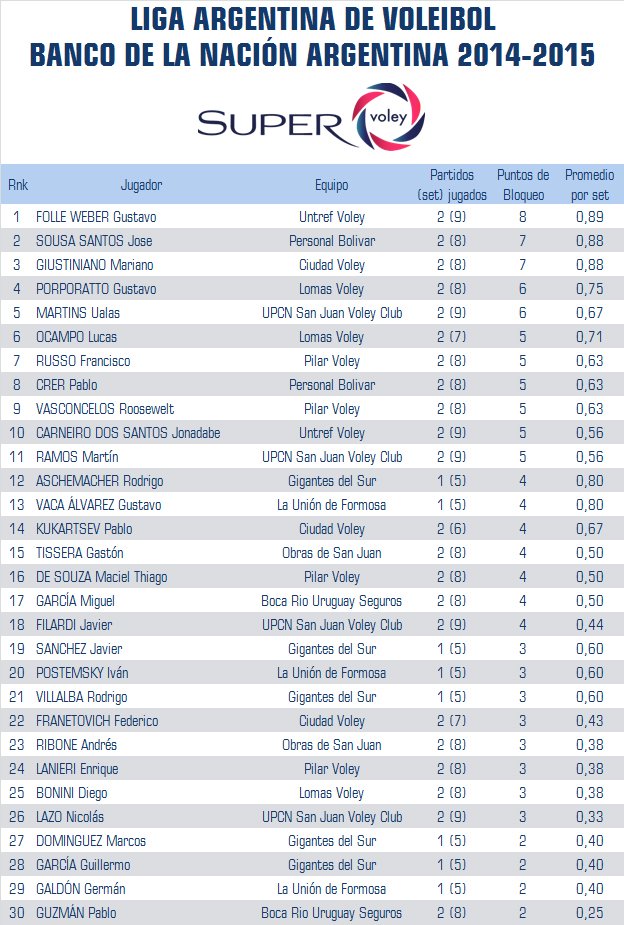 LIGA ARGENTINA DE VOLEIBOL
BANCO DE LA NACIÓN ARGENTINA 2014-2015
SUPER voley
Rnk Jugador Equipo Partidos (set) jugados Puntos de Bloqueo Promedio por set
1 FOLLE WEBER Gustavo Untref Voley 2 (9) 8 0,89
2 SOUSA SANTOS Jose Personal Bolivar 2 (8) 7 0,88
3 GIUSTINIANO Mariano Ciudad Voley 2 (8) 7 0,88
4 PORPORATTO Gustavo Lomas Voley 2 (8) 6 0,75
5 MARTINS Ualas UPCN San Juan Voley Club 2 (9) 6 0,67
6 OCAMPO Lucas Lomas Voley 2 (7) 5 0,71
7 RUSSO Francisco Pilar Voley 2 (8) 5 0,63
8 CRER Pablo Personal Bolivar 2 (8) 5 0,63
9 VASCONCELOS Roosewelt Pilar Voley 2 (8) 5 0,63
10 CARNEIRO DOS SANTOS Jonadabe Untref Voley 2 (9) 5 0,56
11 RAMOS Martín UPCN San Juan Voley Club 2 (9) 5 0,56
12 ASCHEMACHER Rodrigo Gigantes del Sur 1 (5) 4 0,80
13 VACA ÁLVAREZ Gustavo La Unión de Formosa 1 (5) 4 0,80
14 KUKARTSEV Pablo Ciudad Voley 2 (6) 4 0,67
15 TISSERA Gastón Obras de San Juan 2 (8) 4 0,50
16 DE SOUZA Maciel Thiago Pilar Voley 2 (8) 4 0,50
17 GARCÍA Miguel Boca Rio Uruguay Seguros 2 (8) 4 0,50
18 FILARDI Javier UPCN San Juan Voley Club 2 (9) 4 0,44
19 SANCHEZ Javier Gigantes del Sur 1 (5) 3 0,60
20 POSTEMSKY Iván La Unión de Formosa 1 (5) 3 0,60
21 VILLALBA Rodrigo Gigantes del Sur 1 (5) 3 0,60
22 FRANETOVICH Federico Ciudad Voley 2 (7) 3 0,43
23 RIBONE Andrés Obras de San Juan 2 (8) 3 0,38
24 LANIERI Enrique Pilar Voley 2 (8) 3 0,38
25 BONINI Diego Lomas Voley 2 (8) 3 0,38
26 LAZO Nicolás UPCN San Juan Voley Club 2 (9) 3 0,33
27 DOMINGUEZ Marcos Gigantes del Sur 1 (5) 2 0,40
28 GARCÍA Guillermo Gigantes del Sur 1 (5) 2 0,40
29 GALDÓN Germán La Unión de Formosa 1 (5) 2 0,40
30 GUZMÁN Pablo Boca Rio Uruguay Seguros 2 (8) 2 0,25